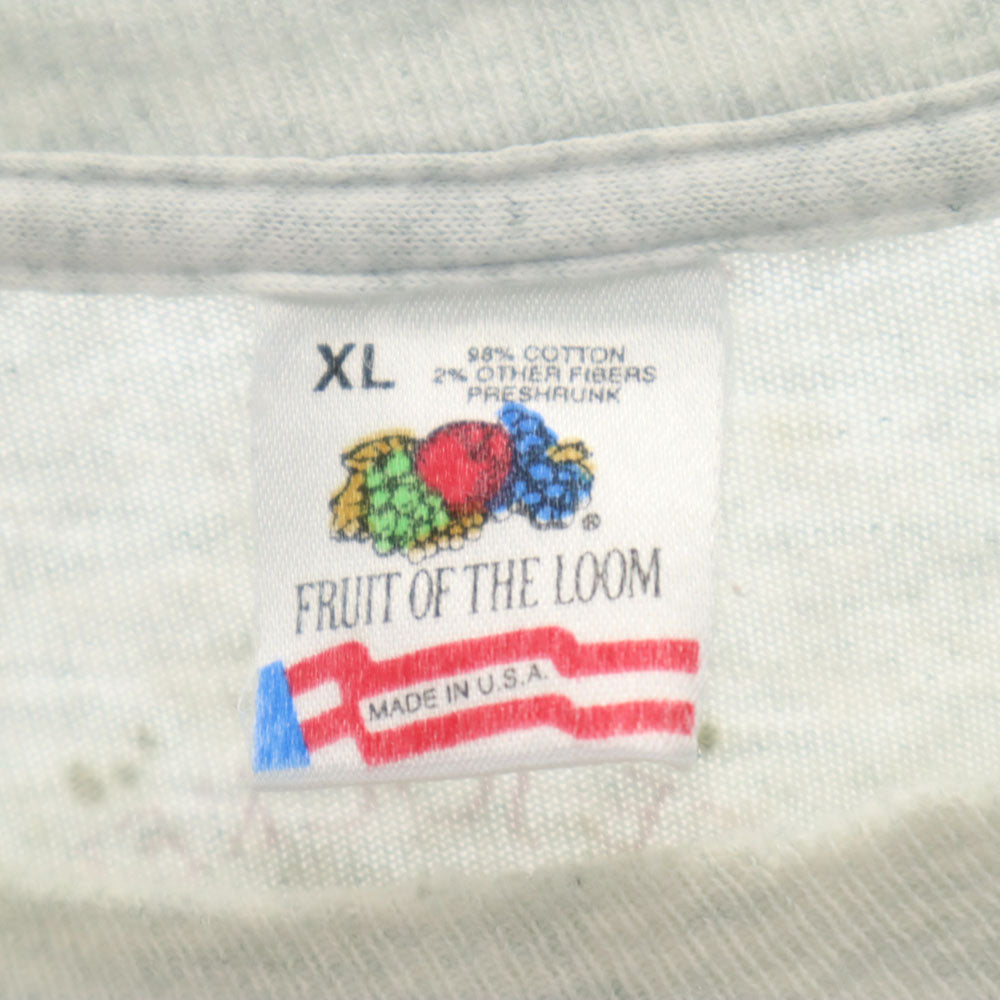 XL
98% COTTON
2% OTHER FIBERS
PRESHRUNK
®
FRUIT OF THE LOOM
MADE IN U.S.A.